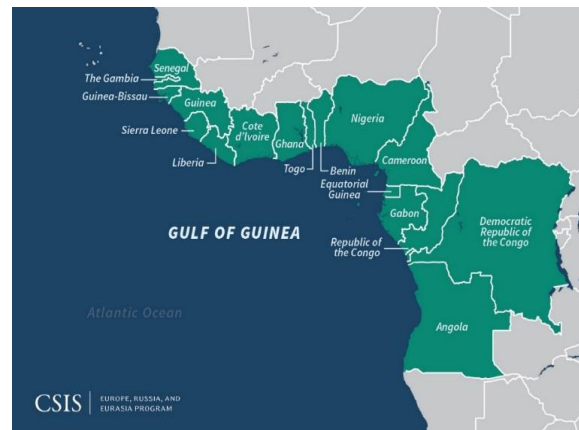 Senegal
The Gambia
Guinea-Bissau
Guinea
Sierra Leone
Liberia
Cote
d'Ivoire
Ghana
Togo
Benin
Nigeria
Cameroon
Equatorial
Guinea
Gabon
Republic of
the Congo
Democratic
Republic of
the Congo
Angola
GULF OF GUINEA
Atlantic Ocean
CSIS
EUROPE, RUSSIA, AND
EURASIA PROGRAM